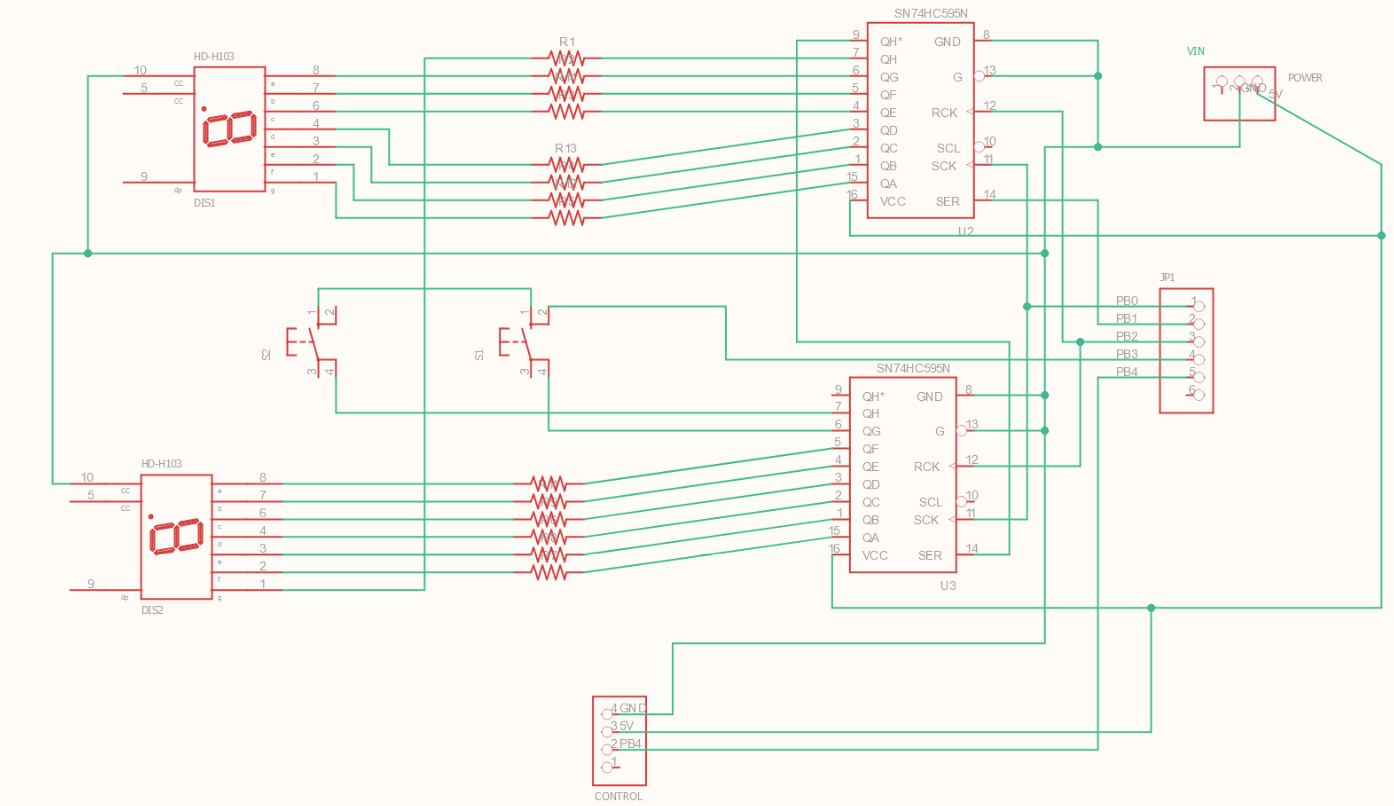 SN74HC595N
9 QH* GND 8
7 QH
6 QG G 13
5 QF
4 QE RCK 12
3 QD
2 QC SCL 10
1 QB SCK 11
15 QA
16 VCC SER 14
U2
R1
R13
HD-H103
10 CC a 8
5 CC b 7
c 6
d 4
e 3
f 2
9 dp g 1
DIS1
VIN
POWER
1 2 GND 5V
JP1
PB0 1
PB1 2
PB2 3
PB3 4
PB4 5
6
S2
1 2
3 4
S1
1 2
3 4
SN74HC595N
9 QH* GND 8
7 QH
6 QG G 13
5 QF
4 QE RCK 12
3 QD
2 QC SCL 10
1 QB SCK 11
15 QA
16 VCC SER 14
U3
HD-H103
10 CC a 8
5 CC b 7
c 6
d 4
e 3
f 2
9 dp g 1
DIS2
4 GND
3 5V
2 PB4
1
CONTROL